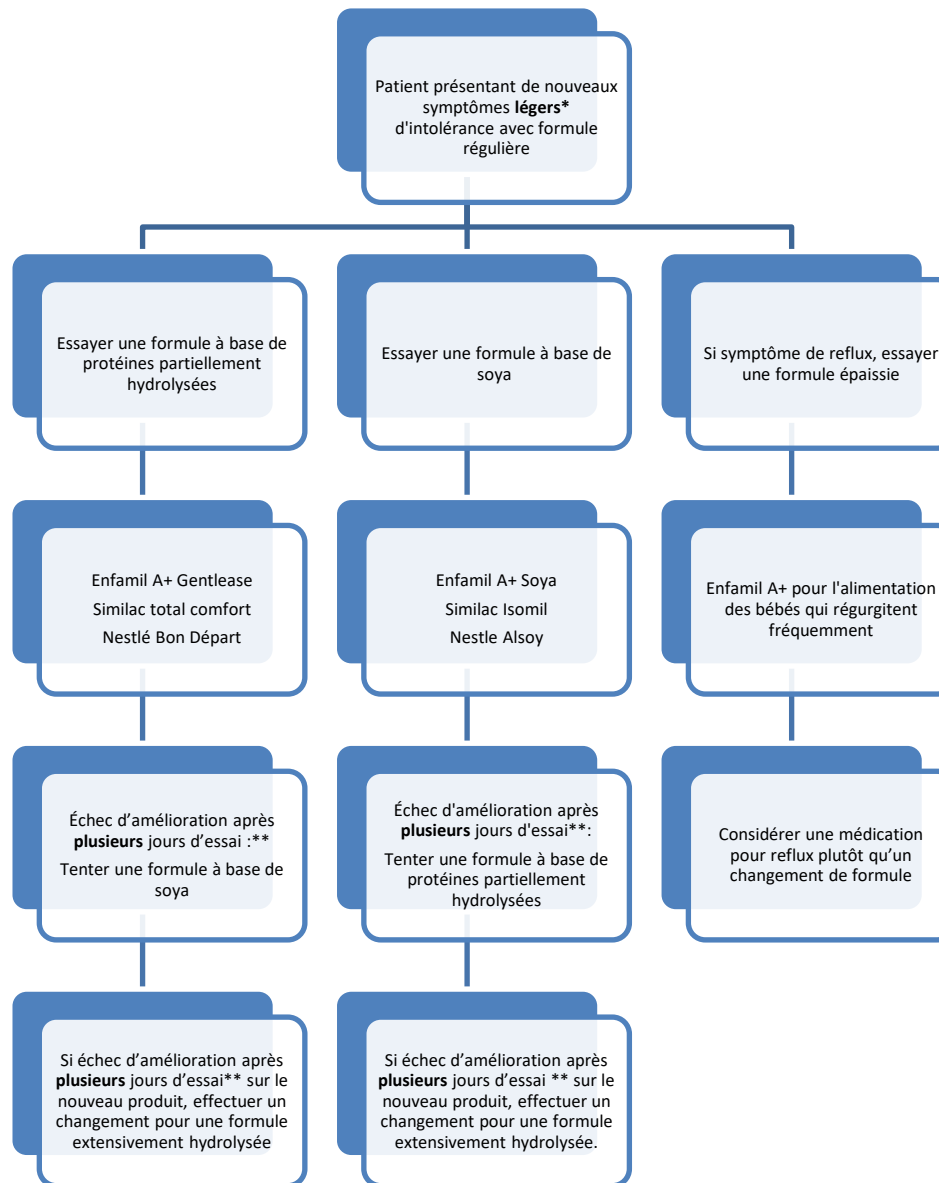 Patient présentant de nouveaux
symptômes légers*
d'intolérance avec formule
régulière
Essayer une formule à base de
protéines partiellement
hydrolysées
Enfamil A+ Gentlease
Similac total comfort
Nestlé Bon Départ
Échec d’amélioration après
plusieurs jours d’essai :**
Tenter une formule à base de
soya
Si échec d’amélioration après
plusieurs jours d’essai** sur le
nouveau produit, effectuer un
changement pour une formule
extensivement hydrolysée
Essayer une formule à base de
soya
Enfamil A+ Soya
Similac Isomil
Nestle Alsoy
Échec d'amélioration après
plusieurs jours d'essai**:
Tenter une formule à base de
protéines partiellement
hydrolysées
Si échec d’amélioration après
plusieurs jours d’essai ** sur le
nouveau produit, effectuer un
changement pour une formule
extensivement hydrolysée.
Si symptôme de reflux, essayer
une formule épaissie
Enfamil A+ pour l'alimentation
des bébés qui régurgitent
fréquemment
Considérer une médication
pour reflux plutôt qu’un
changement de formule